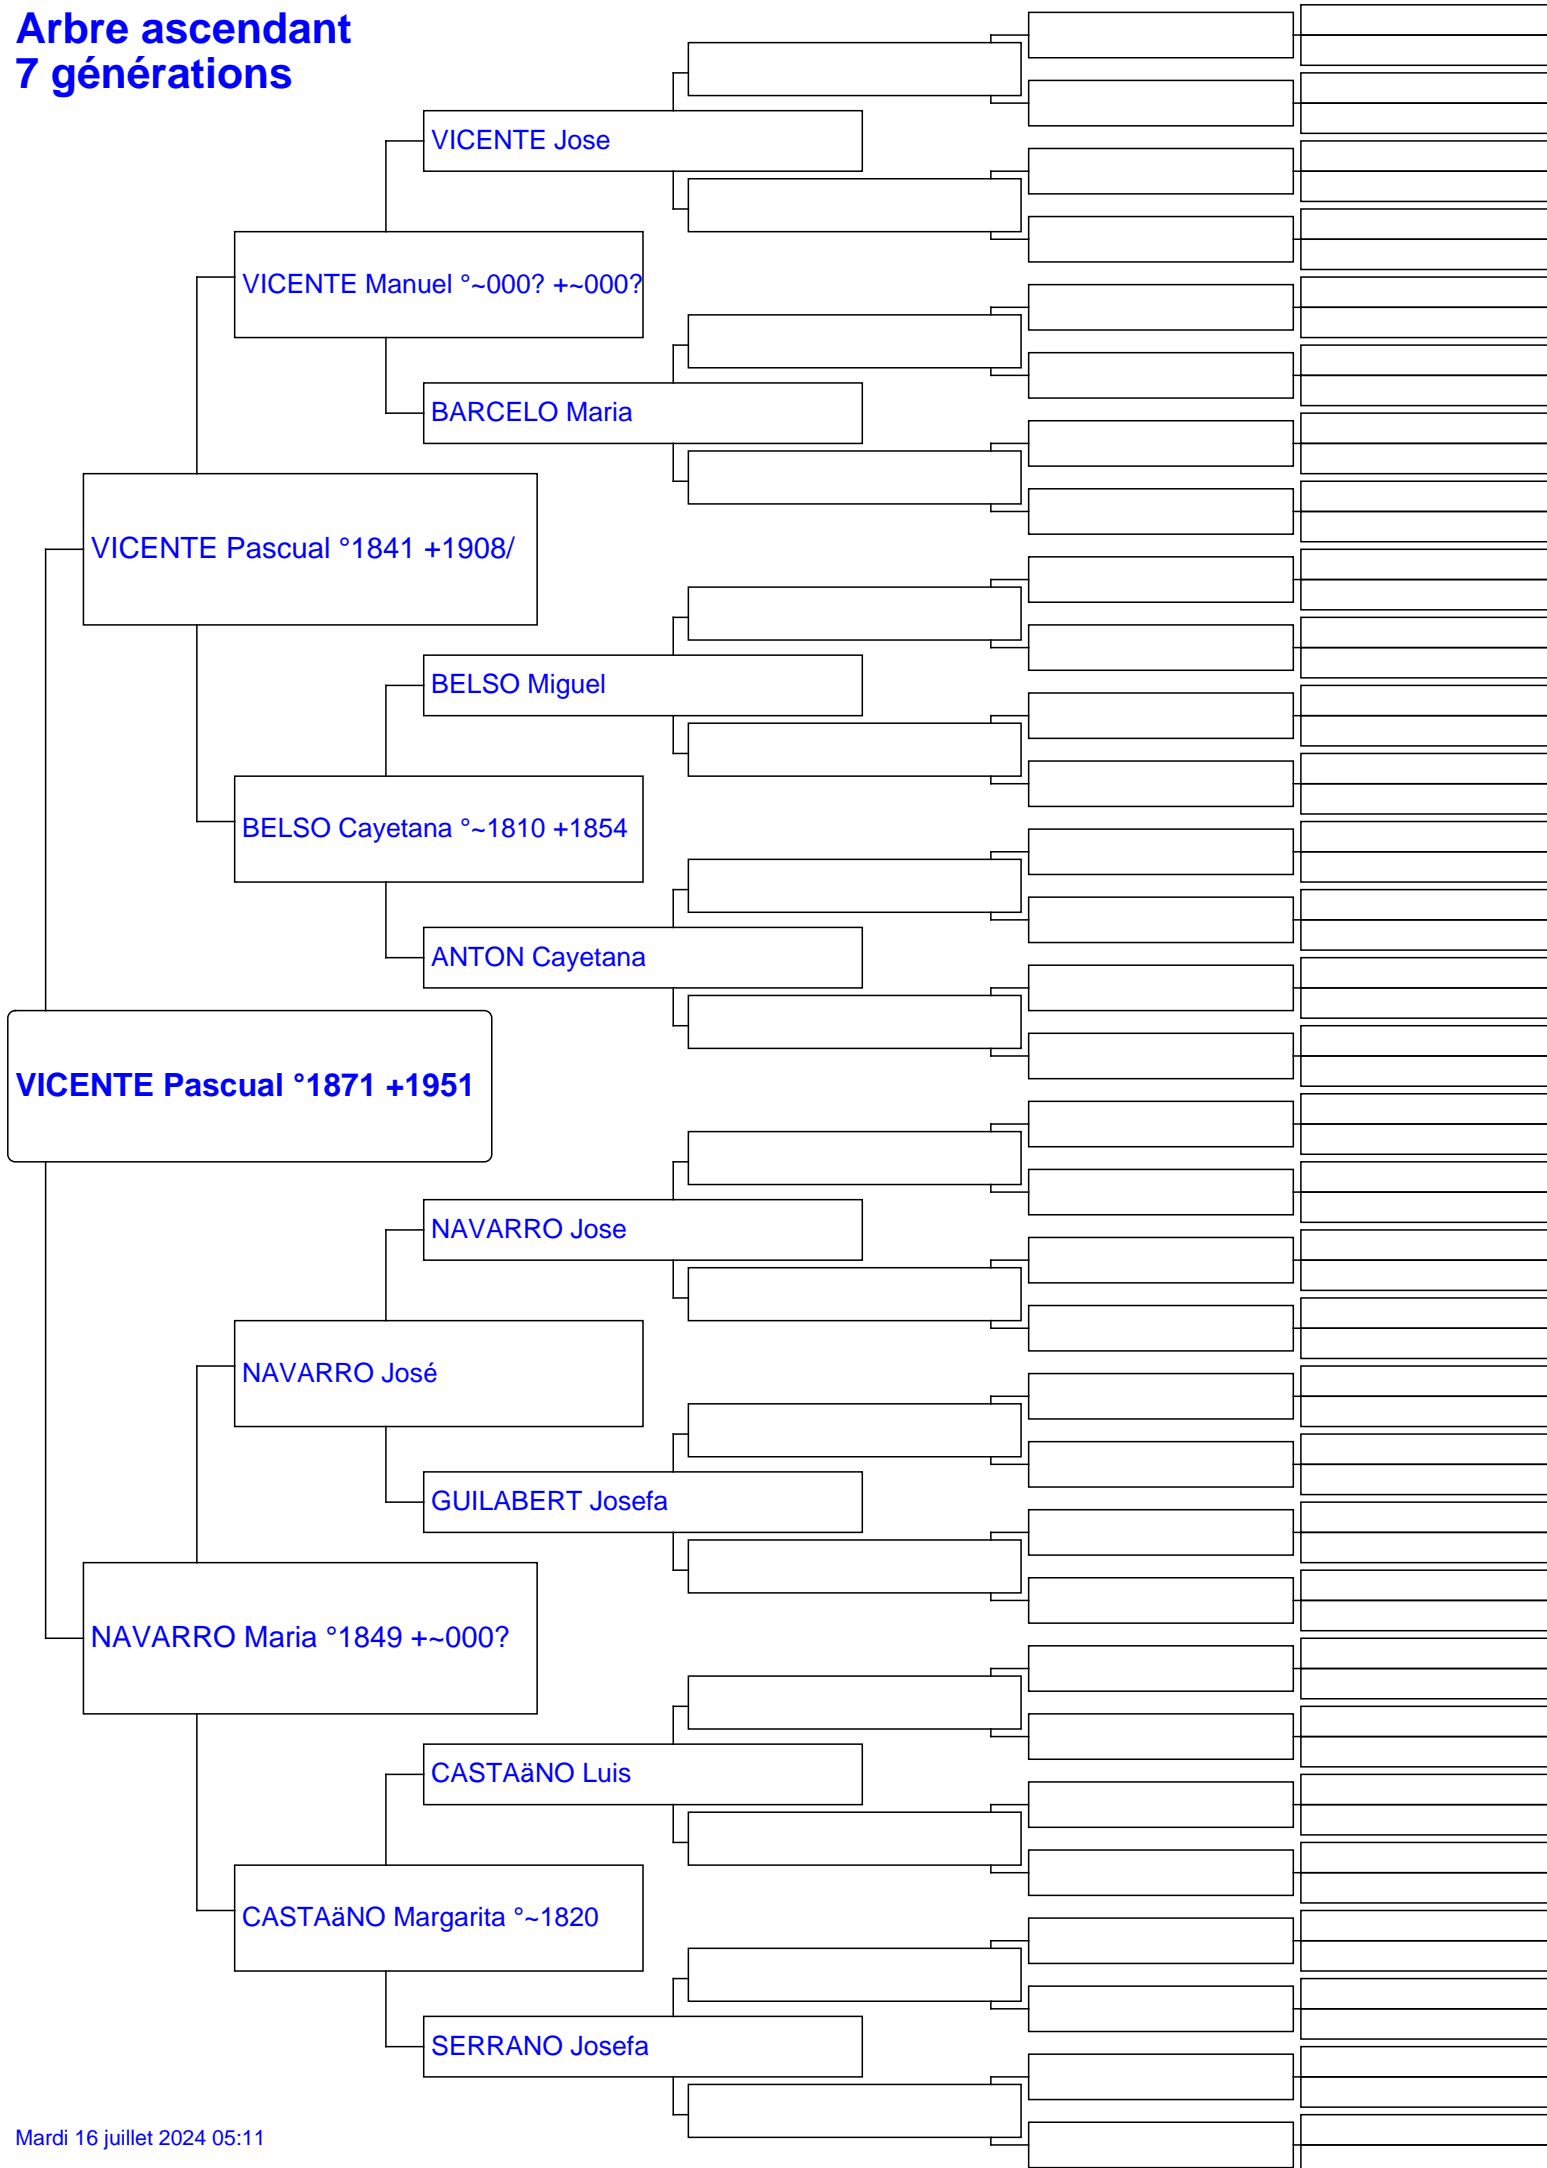 Arbre ascendant
7 générations
VICENTE Jose
VICENTE Manuel °~000? +~000?
BARCELO Maria
VICENTE Pascual °1841 +1908/
BELSO Miguel
BELSO Cayetana °~1810 +1854
ANTON Cayetana
VICENTE Pascual °1871 +1951
NAVARRO Jose
NAVARRO José
GUILABERT Josefa
NAVARRO Maria °1849 +~000?
CASTAäNO Luis
CASTAäNO Margarita °~1820
SERRANO Josefa
Mardi 16 juillet 2024 05:11